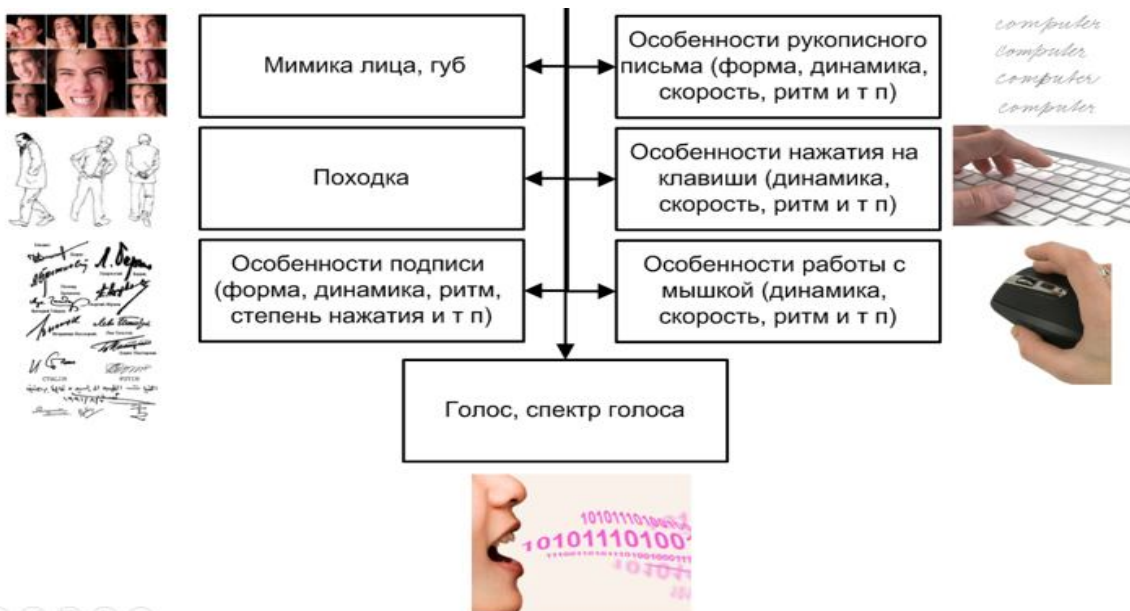 Мимика лица, губ
Особенности рукописного
письма (форма, динамика,
скорость, ритм и т п)
computer
computer
computer
computer
Походка
Особенности нажатия на
клавиши (динамика,
скорость, ритм и т п)
Особенности подписи
(форма, динамика, ритм,
степень нажатия и т п)
Особенности работы с
мышкой (динамика,
скорость, ритм и т п)
Голос, спектр голоса
10101110100